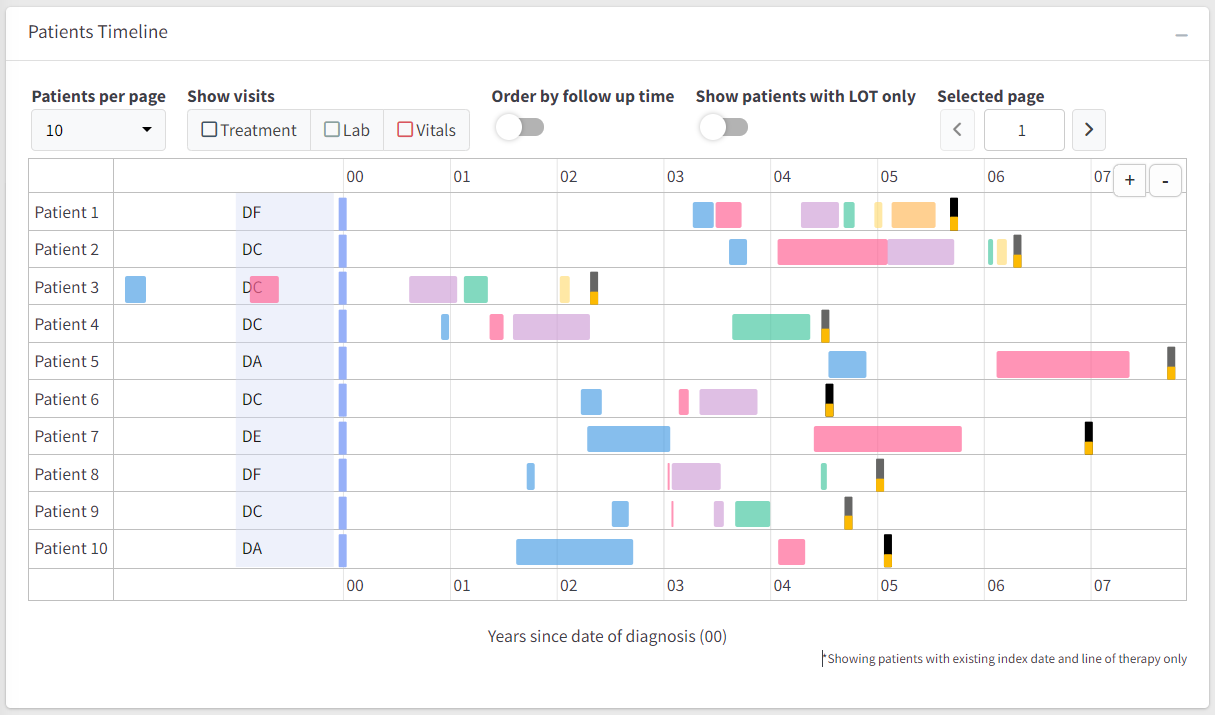 Patients Timeline
Patients per page Show visits Order by follow up time Show patients with LOT only Selected page
10 Treatment Lab Vitals 1
00 01 02 03 04 05 06 07 + -
Patient 1 DF
Patient 2 DC
Patient 3 DC
Patient 4 DC
Patient 5 DA
Patient 6 DC
Patient 7 DE
Patient 8 DF
Patient 9 DC
Patient 10 DA
00 01 02 03 04 05 06 07
Years since date of diagnosis (00)
*Showing patients with existing index date and line of therapy only